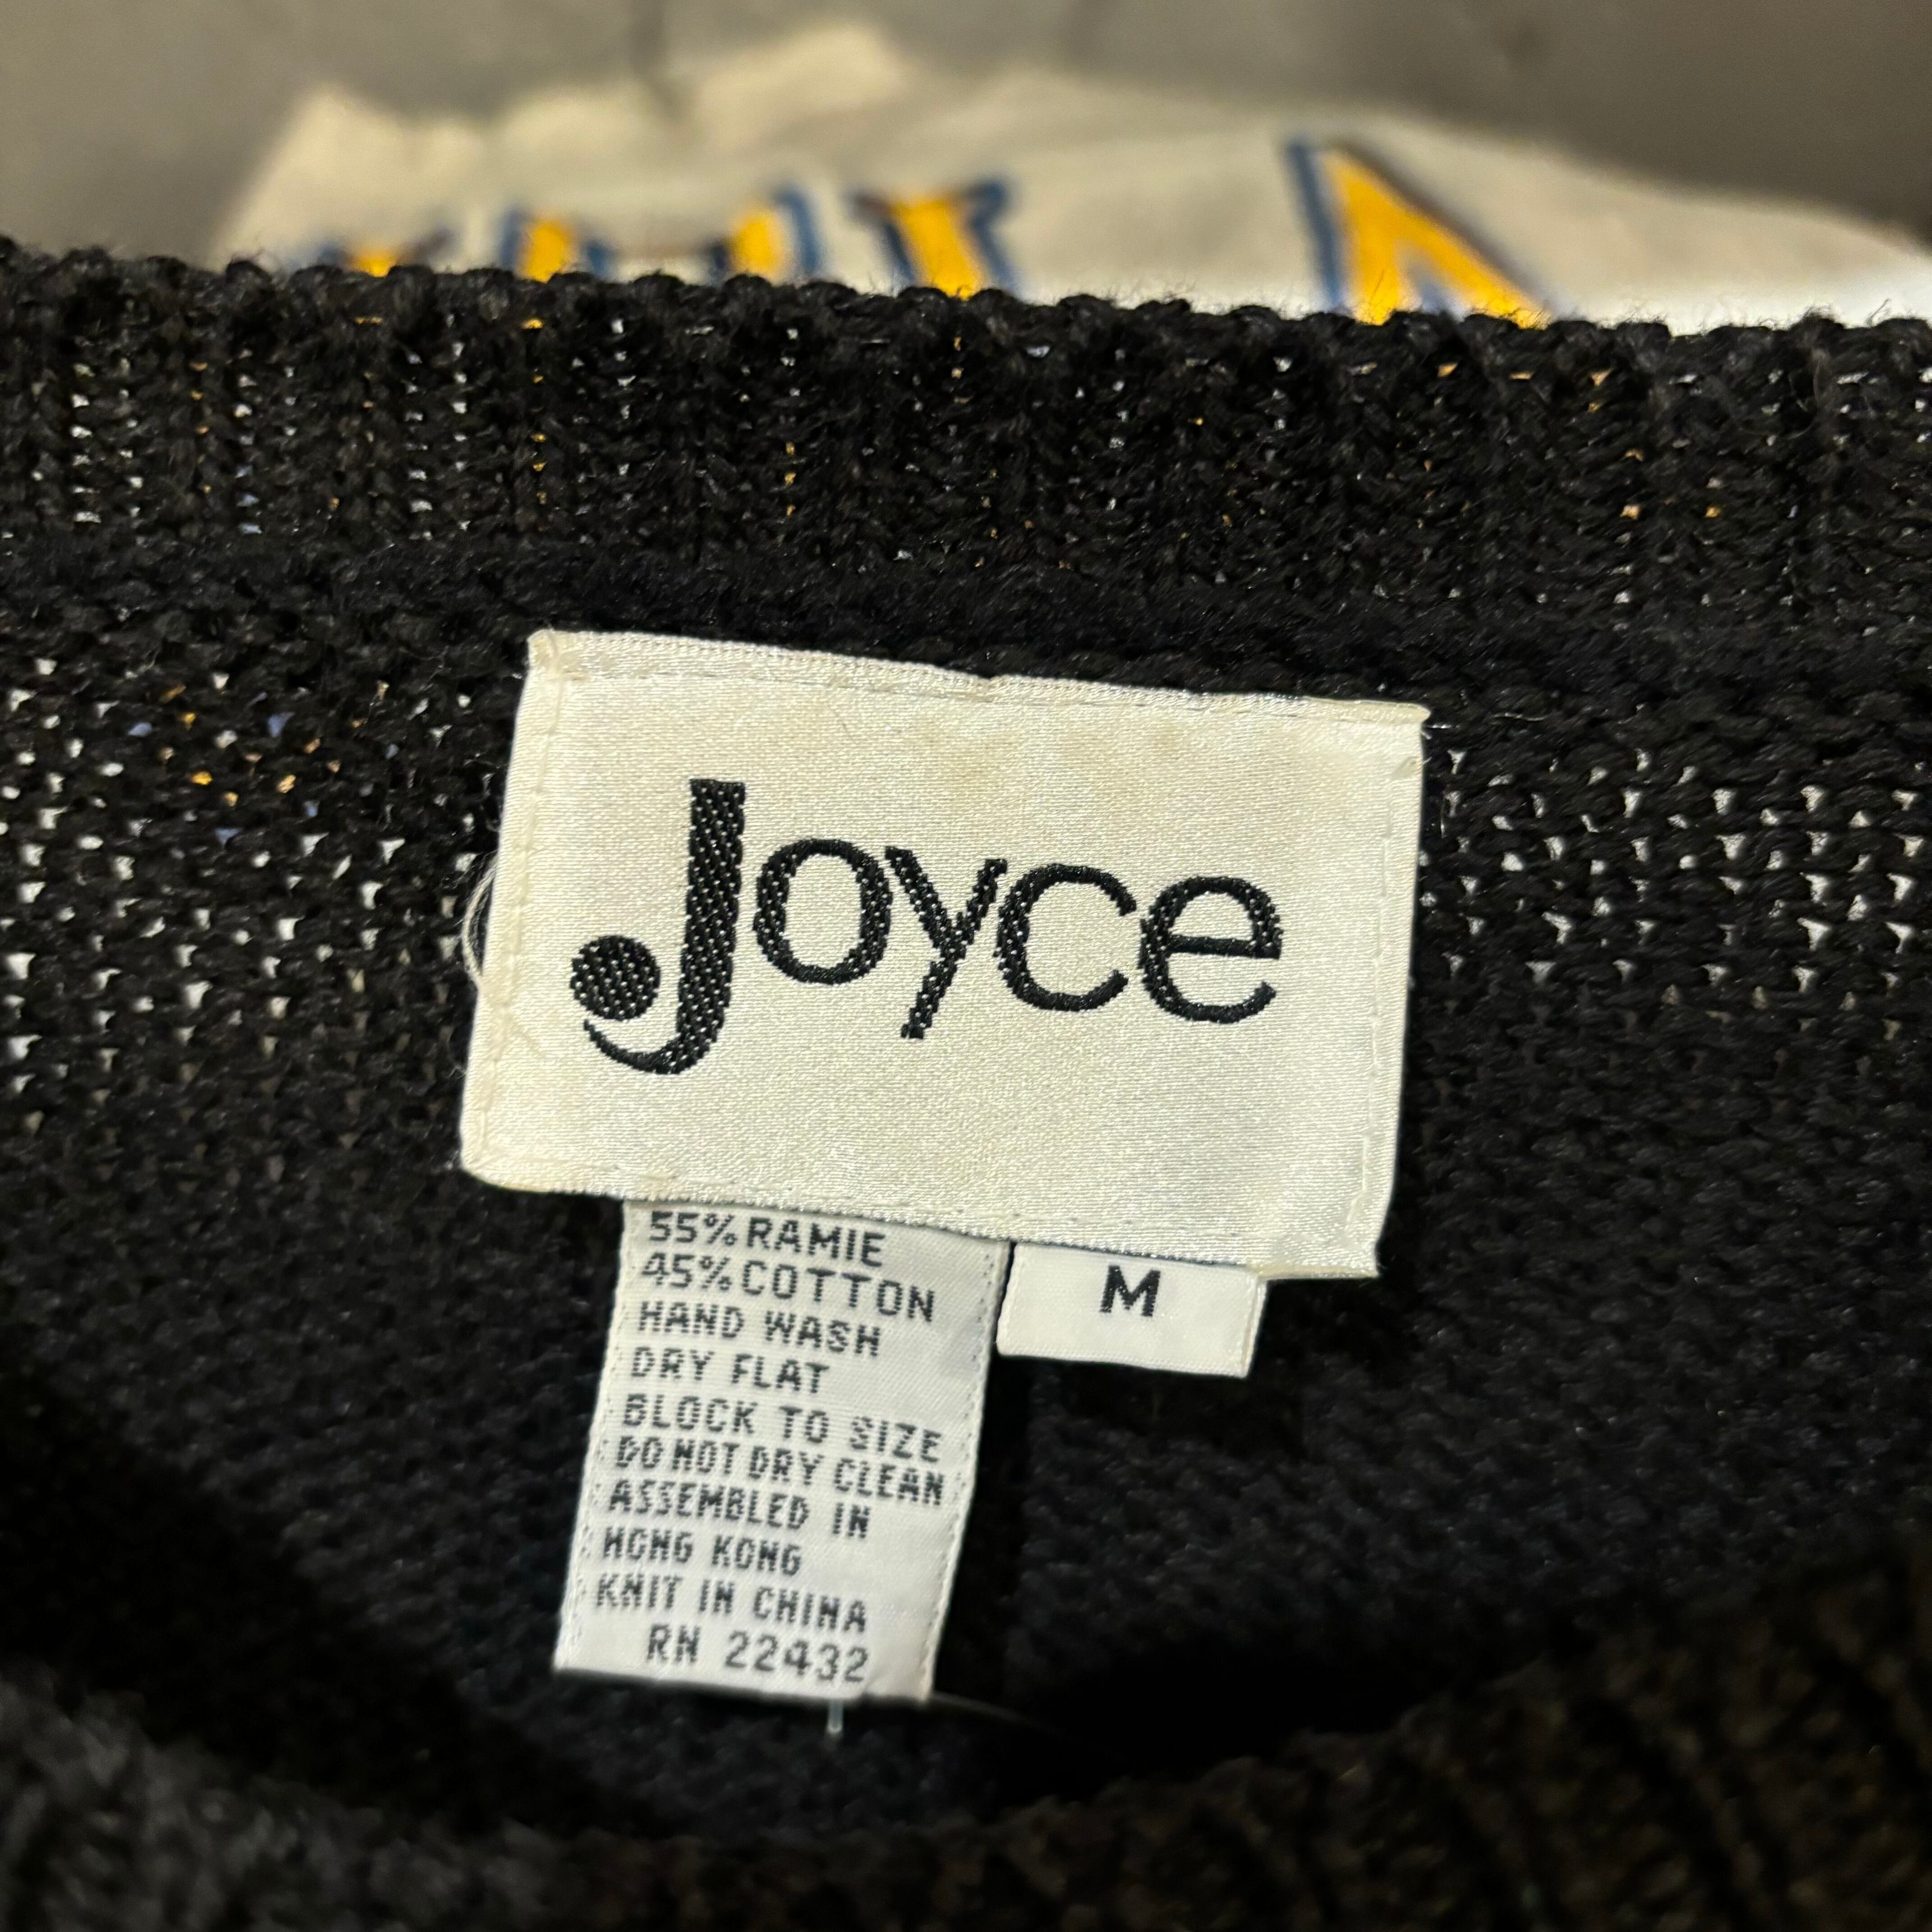 Joyce
55% RAMIE
45% COTTON
HAND WASH
DRY FLAT
BLOCK TO SIZE
DO NOT DRY CLEAN
ASSEMBLED IN
HONG KONG
KNIT IN CHINA
RN 22432
M